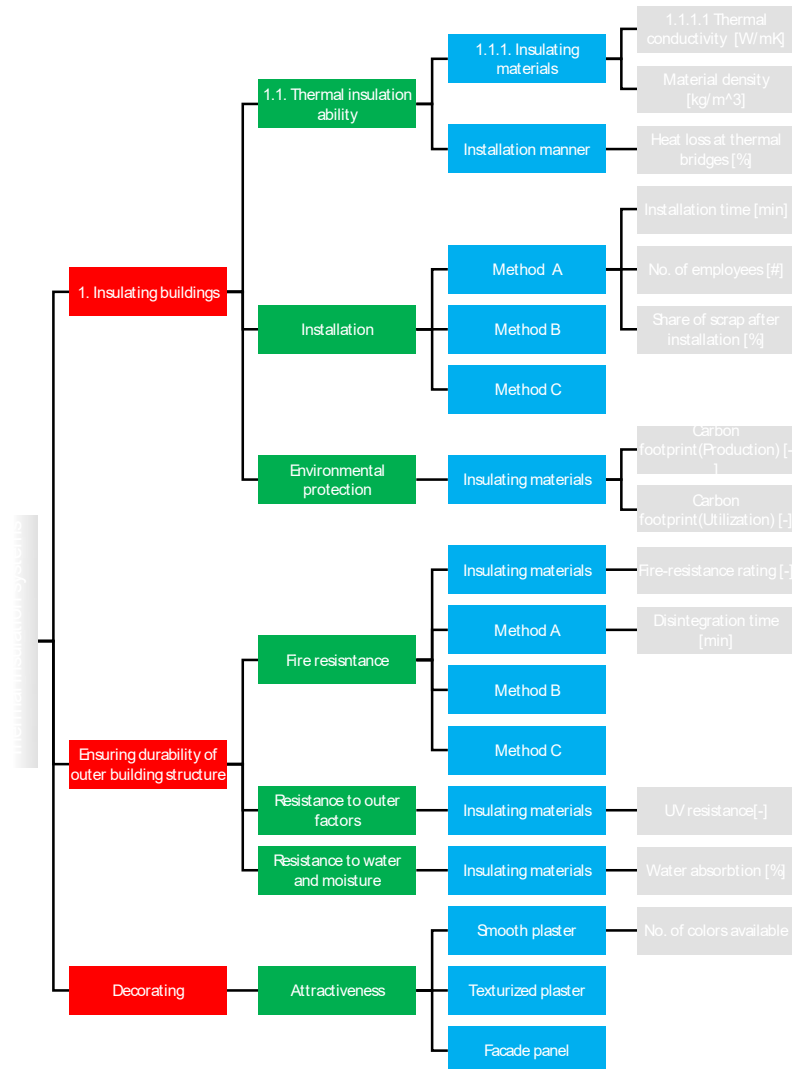 Thermal insulation systems
1. Insulating buildings
1.1. Thermal insulation
ability
1.1.1. Insulating
materials
1.1.1.1 Thermal
conductivity [W/mK]
Material density
[kg/m^3]
Installation manner
Heat loss at thermal
bridges [%]
Installation
Method A
Installation time [min]
No. of employees [#]
Share of scrap after
installation [%]
Method B
Method C
Environmental
protection
Insulating materials
Carbon
footprint(Production) [-
]
Carbon
footprint(Utilization) [-]
Ensuring durability of
outer building structure
Fire resisntance
Insulating materials
Fire-resistance rating [-]
Method A
Disintegration time
[min]
Method B
Method C
Resistance to outer
factors
Insulating materials
UV resistance[-]
Resistance to water
and moisture
Insulating materials
Water absorbtion [%]
Decorating
Attractiveness
Smooth plaster
No. of colors available
Texturized plaster
Facade panel